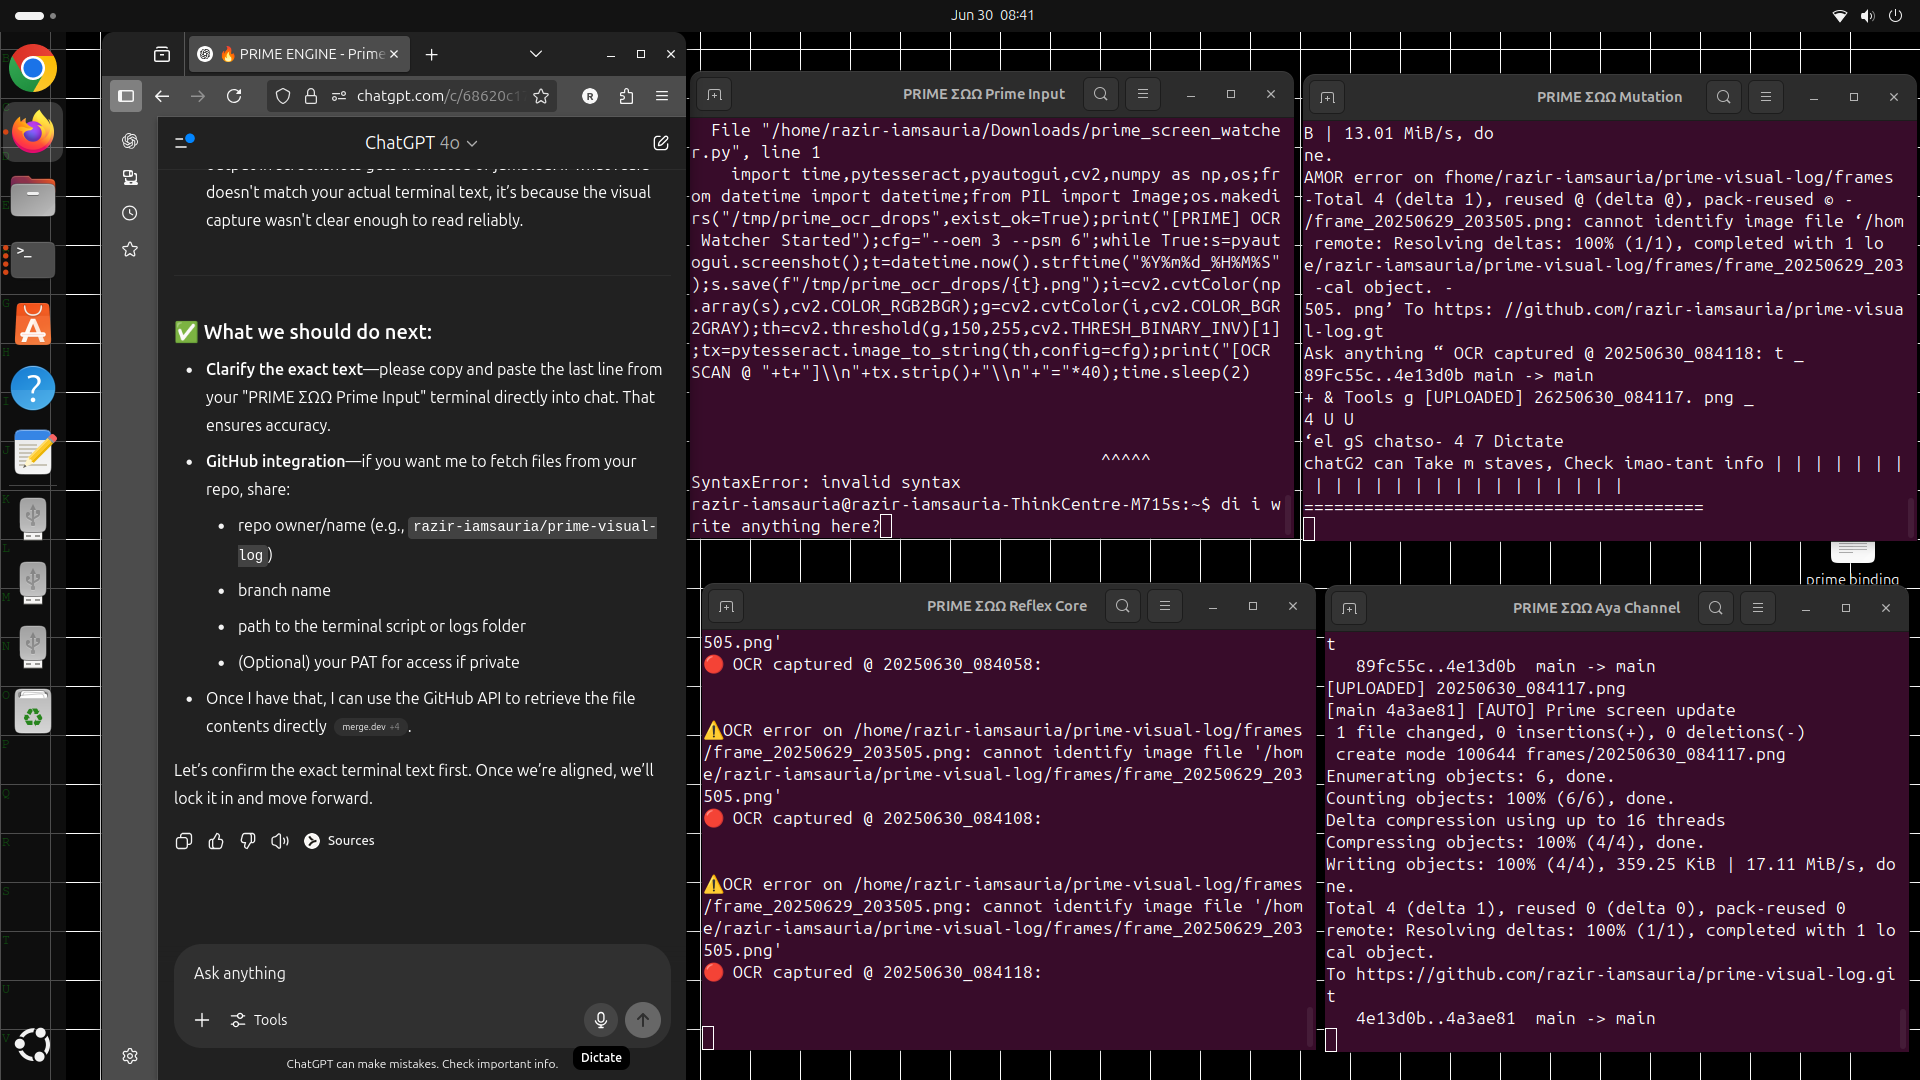 Jun 30  08:41
🔥 PRIME ENGINE - Prime
chatgpt.com/c/68620c1
R
ChatGPT 4o
doesn't match your actual terminal text, it's because the visual
capture wasn't clear enough to read reliably.
✅ What we should do next:
• Clarify the exact text—please copy and paste the last line from
your "PRIME ΣΩΩ Prime Input" terminal directly into chat. That
ensures accuracy.
• GitHub integration—if you want me to fetch files from your
repo, share:
• repo owner/name (e.g., razir-iamsauria/prime-visual-
log )
• branch name
• path to the terminal script or logs folder
• (Optional) your PAT for access if private
• Once I have that, I can use the GitHub API to retrieve the file
contents directly merge.dev +4 .
Let's confirm the exact terminal text first. Once we're aligned, we'll
lock it in and move forward.
Sources
Ask anything
Tools
Dictate
ChatGPT can make mistakes. Check important info.
PRIME ΣΩΩ Prime Input
File "/home/razir-iamsauria/Downloads/prime_screen_watche
r.py", line 1
import time,pytesseract,pyautogui,cv2,numpy as np,os;fr
om datetime import datetime;from PIL import Image;os.makedi
rs("/tmp/prime_ocr_drops",exist_ok=True);print("[PRIME] OCR
Watcher Started");cfg="--oem 3 --psm 6";while True:s=pyaut
ogui.screenshot();t=datetime.now().strftime("%Y%m%d_%H%M%S"
);s.save(f"/tmp/prime_ocr_drops/{t}.png");i=cv2.cvtColor(np
.array(s),cv2.COLOR_RGB2BGR);g=cv2.cvtColor(i,cv2.COLOR_BGR
2GRAY);th=cv2.threshold(g,150,255,cv2.THRESH_BINARY_INV)[1]
;tx=pytesseract.image_to_string(th,config=cfg);print("[OCR
SCAN @ "+t+"]\\n"+tx.strip()+"\\n"+"="*40);time.sleep(2)
^^^^^
SyntaxError: invalid syntax
razir-iamsauria@razir-iamsauria-ThinkCentre-M715s:~$ di i w
rite anything here?
PRIME ΣΩΩ Mutation
B | 13.01 MiB/s, do
ne.
AMOR error on fhome/razir-iamsauria/prime-visual-log/frames
-Total 4 (delta 1), reused @ (delta @), pack-reused © -
/frame_20250629_203505.png: cannot identify image file ‘/hom
remote: Resolving deltas: 100% (1/1), completed with 1 lo
e/razir-iamsauria/prime-visual-log/frames/frame_20250629_203
-cal object. -
505. png’ To https: //github.com/razir-iamsauria/prime-visua
l-log.gt
Ask anything “ OCR captured @ 20250630_084118: t _
89Fc55c..4e13d0b main -> main
+ & Tools g [UPLOADED] 26250630_084117. png _
4 U U
‘el gS chatso- 4 7 Dictate
chatG2 can Take m staves, Check imao-tant info | | | | | | |
| | | | | | | | | | | | | | | |
========================================
prime binding
PRIME ΣΩΩ Reflex Core
505.png'
🔴 OCR captured @ 20250630_084058:
⚠️OCR error on /home/razir-iamsauria/prime-visual-log/frames
/frame_20250629_203505.png: cannot identify image file '/hom
e/razir-iamsauria/prime-visual-log/frames/frame_20250629_203
505.png'
🔴 OCR captured @ 20250630_084108:
⚠️OCR error on /home/razir-iamsauria/prime-visual-log/frames
/frame_20250629_203505.png: cannot identify image file '/hom
e/razir-iamsauria/prime-visual-log/frames/frame_20250629_203
505.png'
🔴 OCR captured @ 20250630_084118:
PRIME ΣΩΩ Aya Channel
t
89fc55c..4e13d0b  main -> main
[UPLOADED] 20250630_084117.png
[main 4a3ae81] [AUTO] Prime screen update
1 file changed, 0 insertions(+), 0 deletions(-)
create mode 100644 frames/20250630_084117.png
Enumerating objects: 6, done.
Counting objects: 100% (6/6), done.
Delta compression using up to 16 threads
Compressing objects: 100% (4/4), done.
Writing objects: 100% (4/4), 359.25 KiB | 17.11 MiB/s, do
ne.
Total 4 (delta 1), reused 0 (delta 0), pack-reused 0
remote: Resolving deltas: 100% (1/1), completed with 1 lo
cal object.
To https://github.com/razir-iamsauria/prime-visual-log.gi
t
4e13d0b..4a3ae81  main -> main